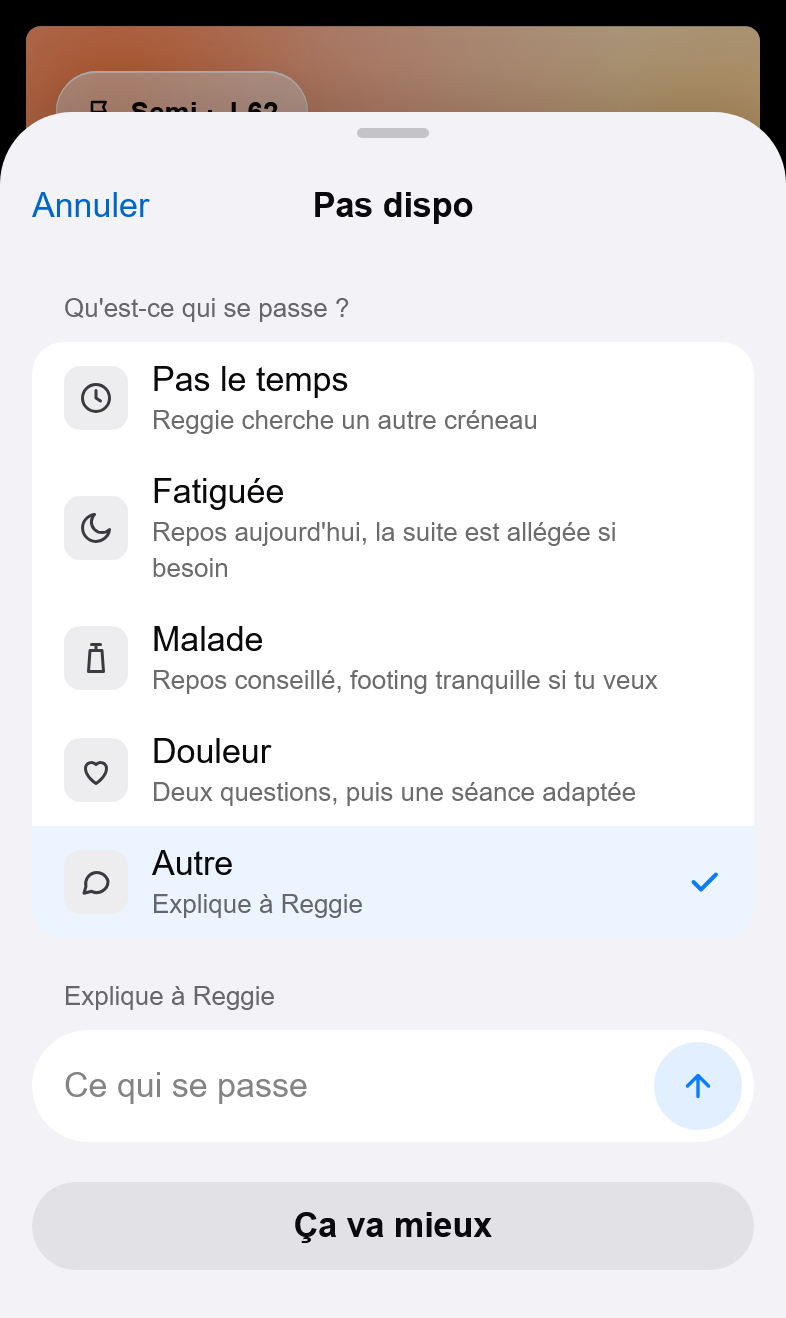 Semi · J-62
Annuler
Pas dispo
Qu'est-ce qui se passe ?
Pas le temps
Reggie cherche un autre créneau
Fatiguée
Repos aujourd'hui, la suite est allégée si
besoin
Malade
Repos conseillé, footing tranquille si tu veux
Douleur
Deux questions, puis une séance adaptée
Autre
Explique à Reggie
Explique à Reggie
Ce qui se passe
Ça va mieux